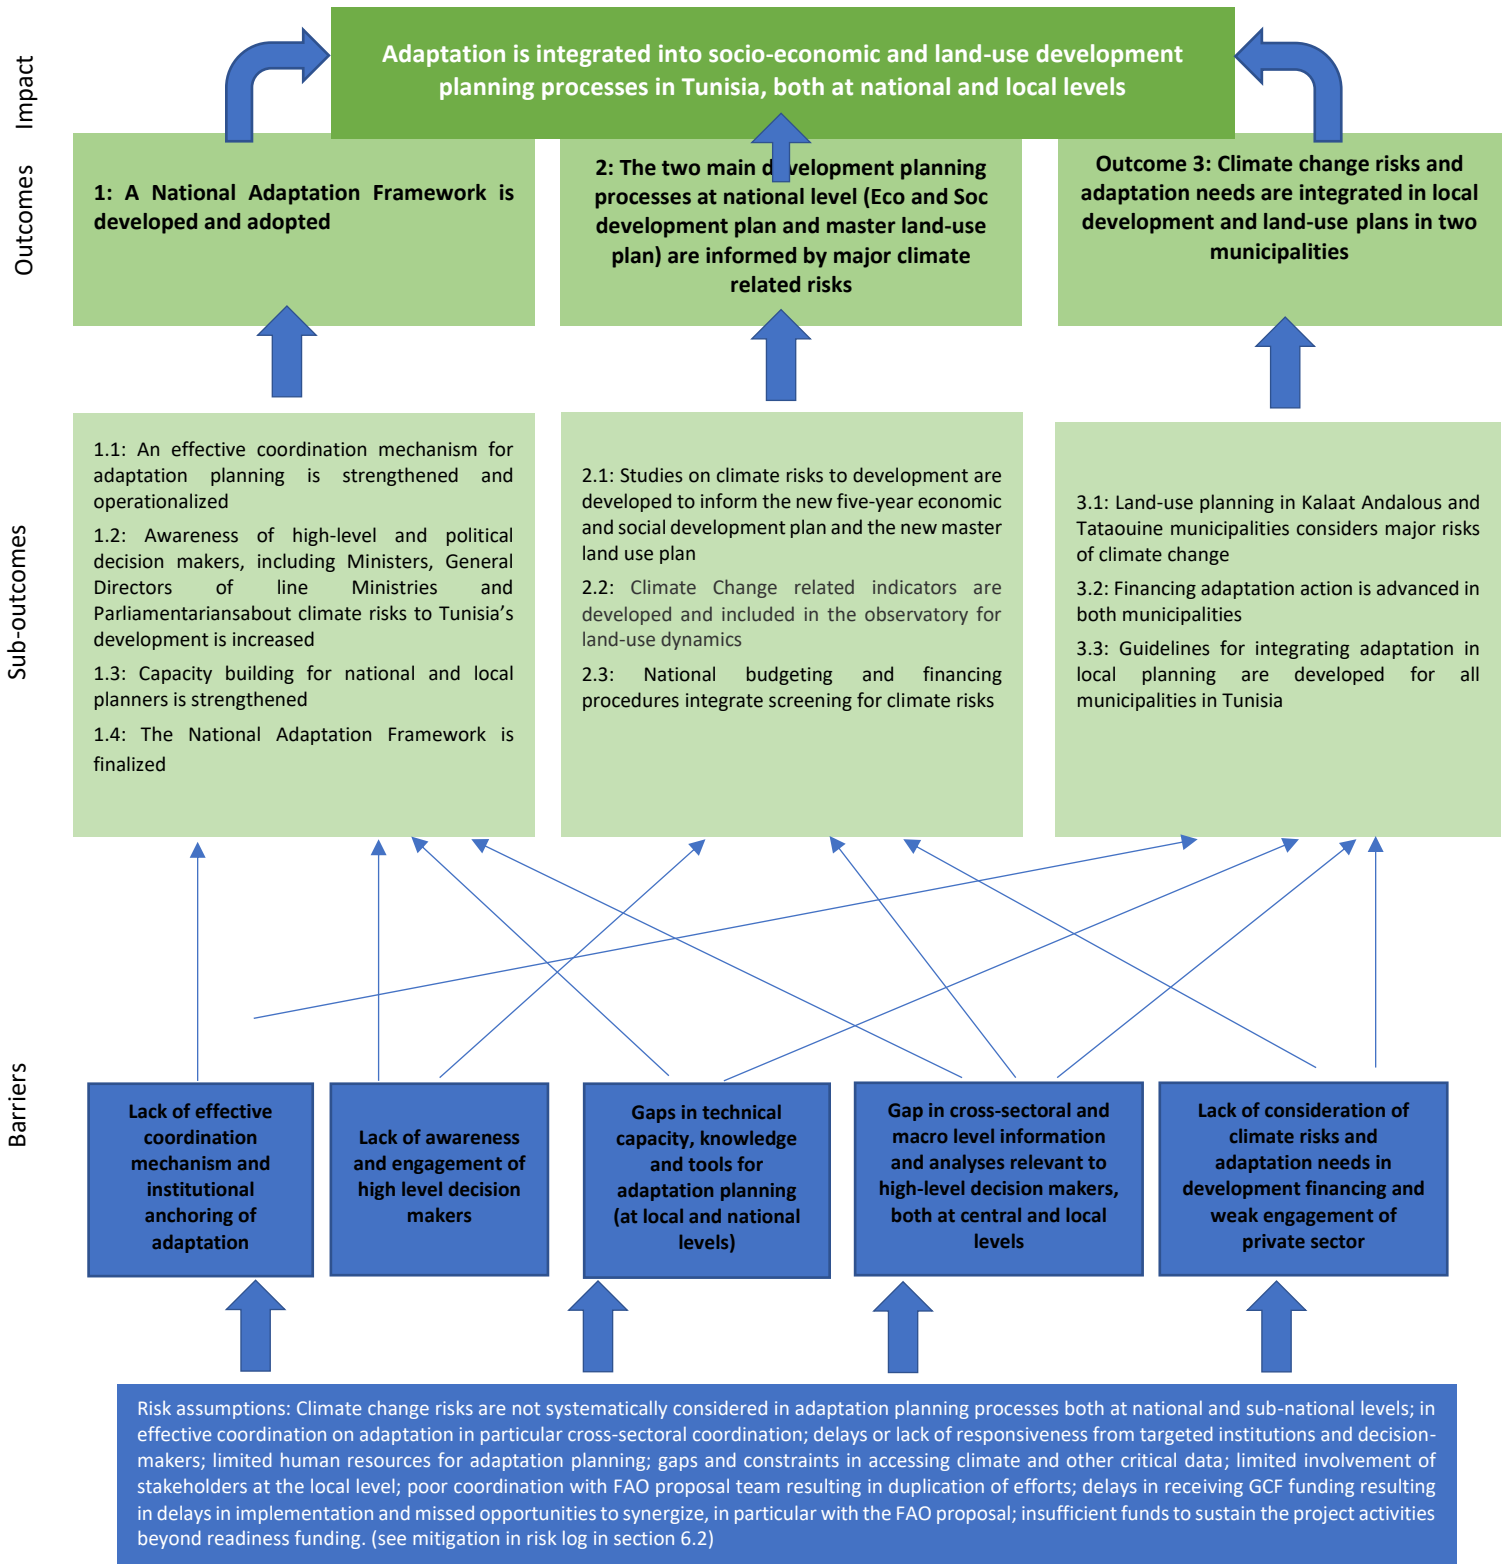 Impact
Adaptation is integrated into socio-economic and land-use development
planning processes in Tunisia, both at national and local levels
Outcomes
1: A National Adaptation Framework is
developed and adopted
2: The two main development planning
processes at national level (Eco and Soc
development plan and master land-use
plan) are informed by major climate
related risks
Outcome 3: Climate change risks and
adaptation needs are integrated in local
development and land-use plans in two
municipalities
Sub-outcomes
1.1: An effective coordination mechanism for
adaptation planning is strengthened and
operationalized
1.2: Awareness of high-level and political
decision makers, including Ministers, General
Directors of line Ministries and
Parliamentariansabout climate risks to Tunisia’s
development is increased
1.3: Capacity building for national and local
planners is strengthened
1.4: The National Adaptation Framework is
finalized
2.1: Studies on climate risks to development are
developed to inform the new five-year economic
and social development plan and the new master
land use plan
2.2: Climate Change related indicators are
developed and included in the observatory for
land-use dynamics
2.3: National budgeting and financing
procedures integrate screening for climate risks
3.1: Land-use planning in Kalaat Andalous and
Tataouine municipalities considers major risks
of climate change
3.2: Financing adaptation action is advanced in
both municipalities
3.3: Guidelines for integrating adaptation in
local planning are developed for all
municipalities in Tunisia
Barriers
Lack of effective
coordination
mechanism and
institutional
anchoring of
adaptation
Lack of awareness
and engagement of
high level decision
makers
Gaps in technical
capacity, knowledge
and tools for
adaptation planning
(at local and national
levels)
Gap in cross-sectoral and
macro level information
and analyses relevant to
high-level decision makers,
both at central and local
levels
Lack of consideration of
climate risks and
adaptation needs in
development financing and
weak engagement of
private sector
Risk assumptions: Climate change risks are not systematically considered in adaptation planning processes both at national and sub-national levels; in
effective coordination on adaptation in particular cross-sectoral coordination; delays or lack of responsiveness from targeted institutions and decision-
makers; limited human resources for adaptation planning; gaps and constraints in accessing climate and other critical data; limited involvement of
stakeholders at the local level; poor coordination with FAO proposal team resulting in duplication of efforts; delays in receiving GCF funding resulting
in delays in implementation and missed opportunities to synergize, in particular with the FAO proposal; insufficient funds to sustain the project activities
beyond readiness funding. (see mitigation in risk log in section 6.2)